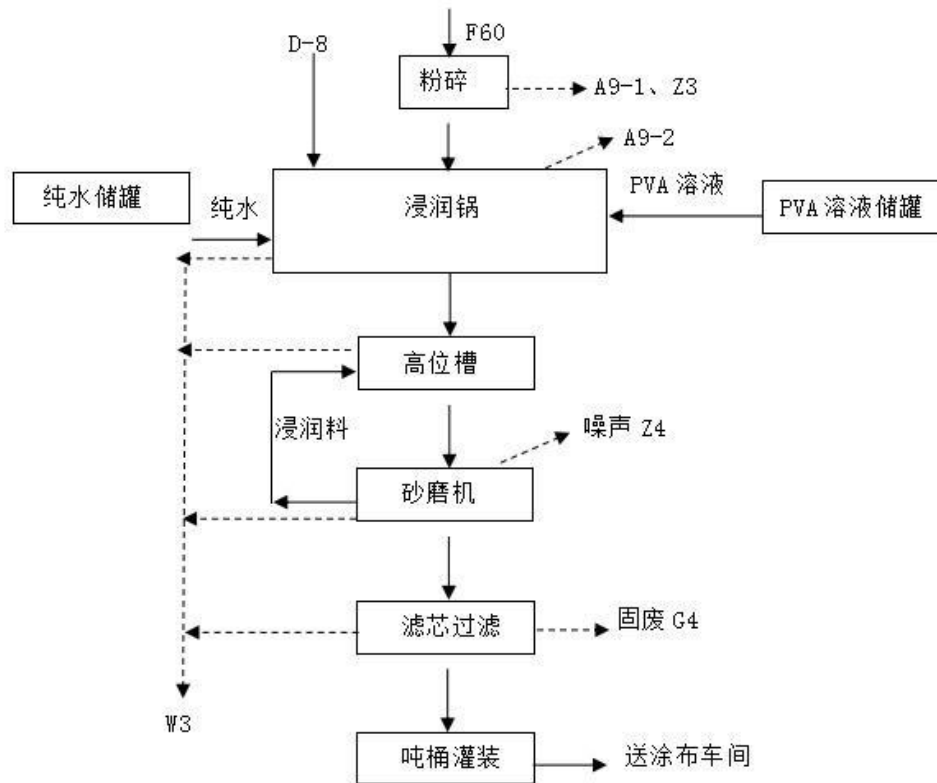 F60
D-8
粉碎
A9-1、Z3
A9-2
纯水储罐
纯水
浸润锅
PVA 溶液
PVA 溶液储罐
高位槽
浸润料
噪声 Z4
砂磨机
滤芯过滤
固废 G4
W3
吨桶灌装
送涂布车间